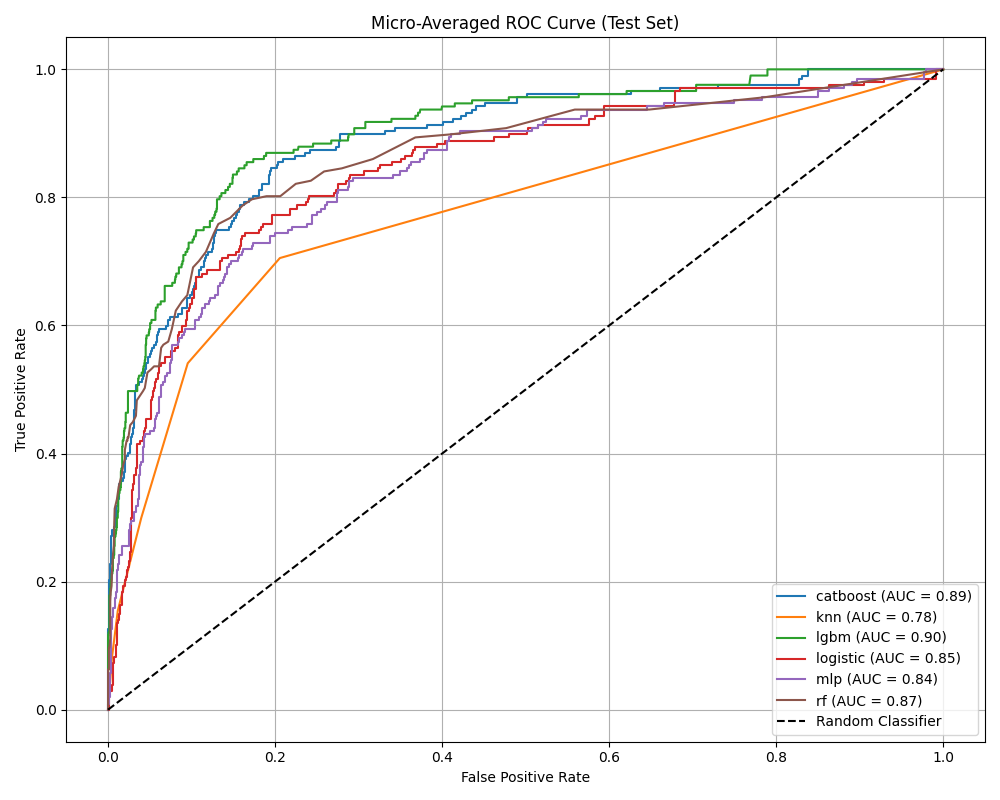 Micro-Averaged ROC Curve (Test Set)
True Positive Rate
1.0
0.8
0.6
0.4
0.2
0.0
catboost (AUC = 0.89)
knn (AUC = 0.78)
lgbm (AUC = 0.90)
logistic (AUC = 0.85)
mlp (AUC = 0.84)
rf (AUC = 0.87)
Random Classifier
0.0 0.2 0.4 0.6 0.8 1.0
False Positive Rate